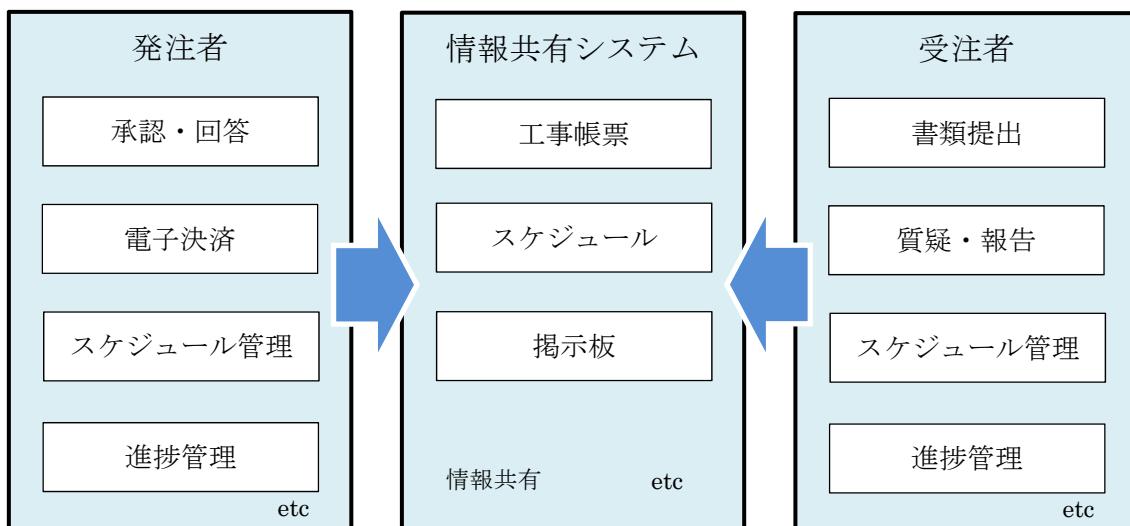 発注者
承認・回答
電子決済
スケジュール管理
進捗管理
etc
情報共有システム
工事帳票
スケジュール
掲示板
情報共有 etc
受注者
書類提出
質疑・報告
スケジュール管理
進捗管理
etc